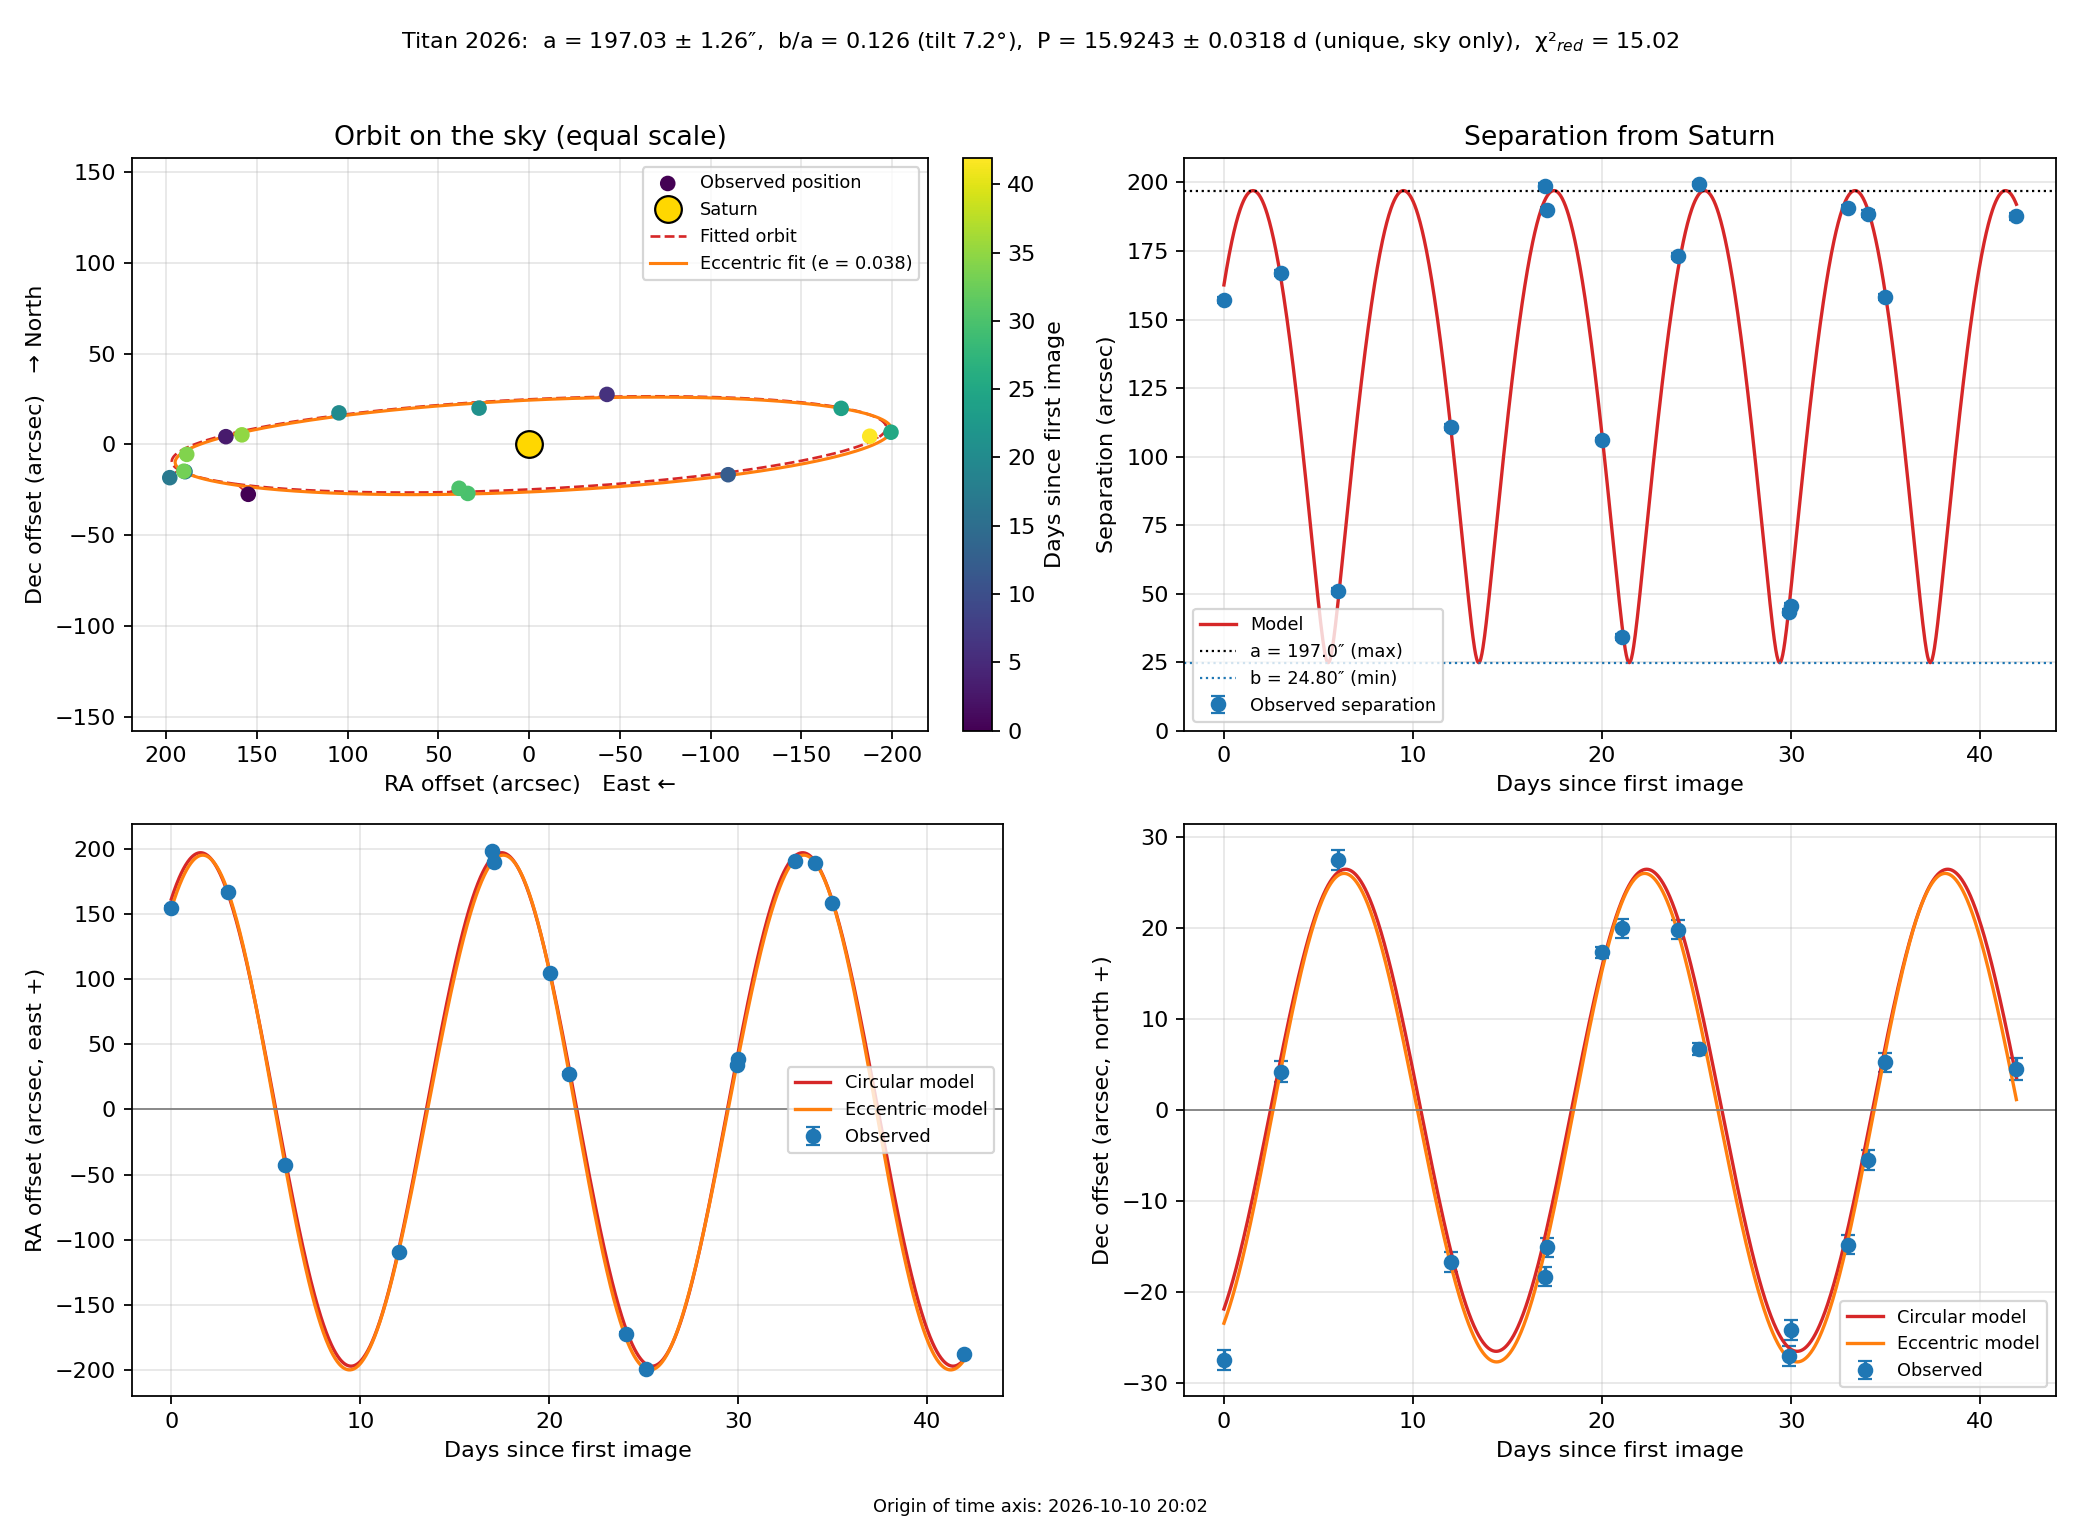 Titan 2026:  a = 197.03 ± 1.26″,  b/a = 0.126 (tilt 7.2°),  P = 15.9243 ± 0.0318 d (unique, sky only),  χ²red = 15.02
Orbit on the sky (equal scale)
Observed position
Saturn
Fitted orbit
Eccentric fit (e = 0.038)
150
100
50
0
−50
−100
−150
Dec offset (arcsec)   → North
200 150 100 50 0 −50 −100 −150 −200
RA offset (arcsec)   East ←
40
35
30
25
20
15
10
5
0
Days since first image
Separation from Saturn
200
175
150
125
100
75
50
25
0
Separation (arcsec)
Model
a = 197.0″ (max)
b = 24.80″ (min)
Observed separation
0 10 20 30 40
Days since first image
200
150
100
50
0
−50
−100
−150
−200
RA offset (arcsec, east +)
Circular model
Eccentric model
Observed
0 10 20 30 40
Days since first image
30
20
10
0
−10
−20
−30
Dec offset (arcsec, north +)
Circular model
Eccentric model
Observed
0 10 20 30 40
Days since first image
Origin of time axis: 2026-10-10 20:02